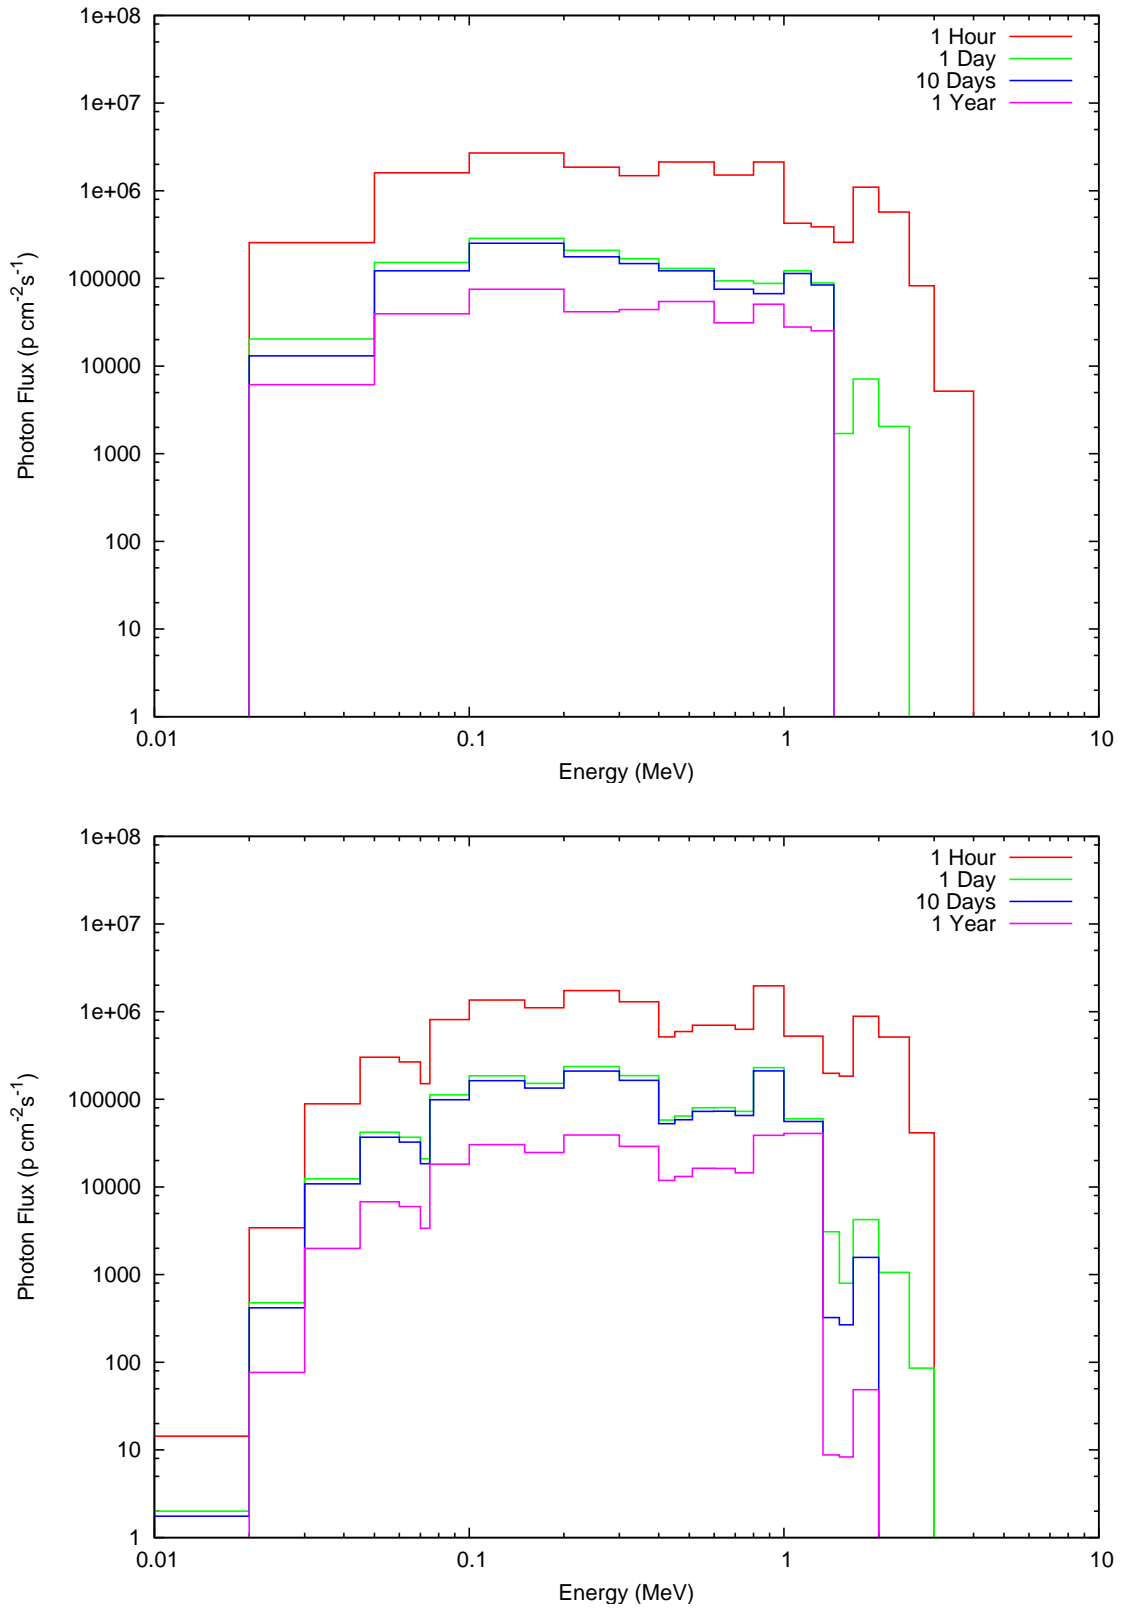 1e+08
1e+07
1e+06
100000
10000
1000
100
10
1
0.01
0.1
1
10
Photon Flux (p cm-2s-1)
Energy (MeV)
1 Hour
1 Day
10 Days
1 Year
1e+08
1e+07
1e+06
100000
10000
1000
100
10
1
0.01
0.1
1
10
Photon Flux (p cm-2s-1)
Energy (MeV)
1 Hour
1 Day
10 Days
1 Year